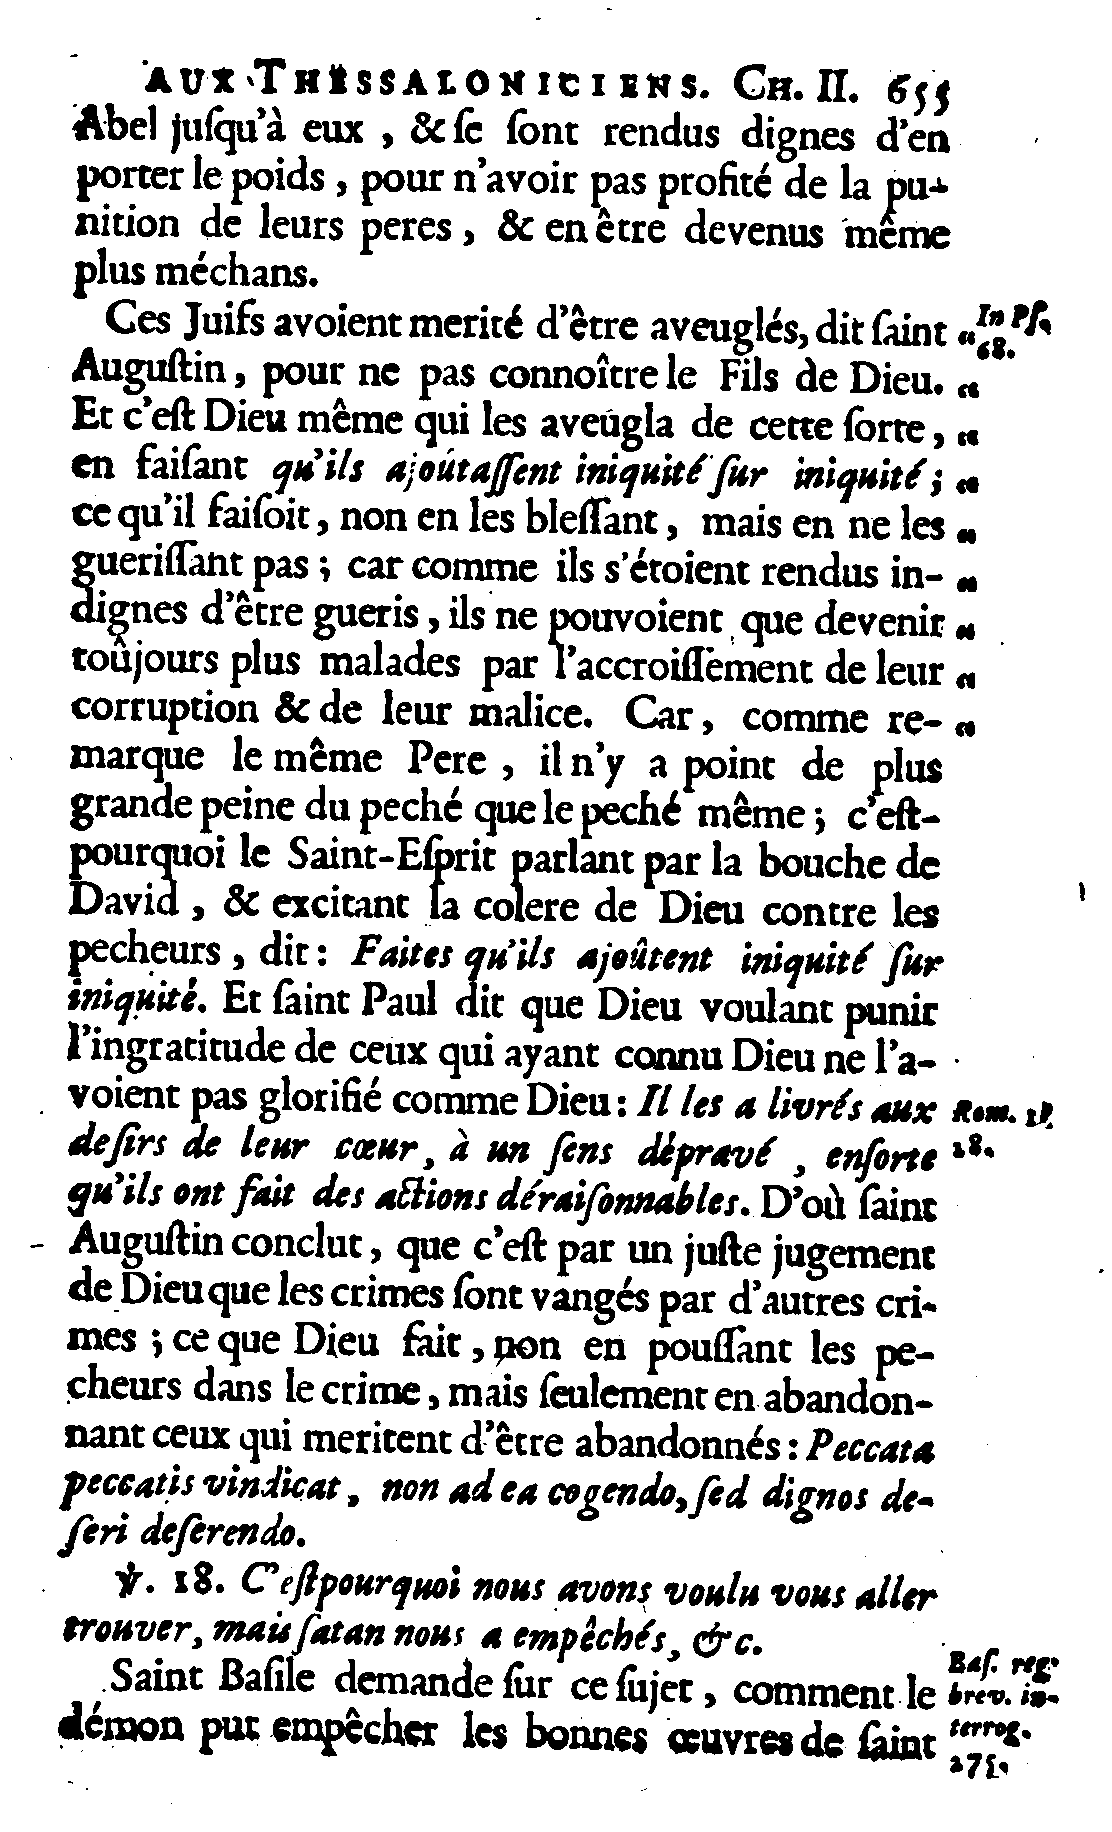 AUX THESSALONICIENS. CH. II. 655
Abel juſqu'à eux , & ſe ſont rendus dignes d'en
porter le poids , pour n'avoir pas profité de la pu-
nition de leurs peres , & en être devenus même
plus méchans.
Ces Juifs avoient merité d'être aveuglés, dit ſaint “ In Pſ.
Auguſtin , pour ne pas connoître le Fils de Dieu. “ 68.
Et c'eſt Dieu même qui les aveugla de cette ſorte , “
en faiſant qu'ils ajoûtaſſent iniquité ſur iniquité ; “
ce qu'il faiſoit , non en les bleſſant , mais en ne les “
gueriſſant pas ; car comme ils s'étoient rendus in- “
dignes d'être gueris , ils ne pouvoient que devenir “
toûjours plus malades par l'accroiſſement de leur “
corruption & de leur malice. Car , comme re- “
marque le même Pere , il n'y a point de plus
grande peine du peché que le peché même ; c'eſt-
pourquoi le Saint-Eſprit parlant par la bouche de
David , & excitant la colere de Dieu contre les
pecheurs , dit : Faites qu'ils ajoûtent iniquité ſur
iniquité. Et ſaint Paul dit que Dieu voulant punir
l'ingratitude de ceux qui ayant connu Dieu ne l'a-
voient pas glorifié comme Dieu : Il les a livrés aux Rom. 1.
deſirs de leur cœur, à un ſens dépravé , enſorte 28.
qu'ils ont fait des actions déraiſonnables. D'où ſaint
Auguſtin conclut , que c'eſt par un juſte jugement
de Dieu que les crimes ſont vangés par d'autres cri-
mes ; ce que Dieu fait , non en pouſſant les pe-
cheurs dans le crime , mais ſeulement en abandon-
nant ceux qui meritent d'être abandonnés : Peccata
peccatis vindicat , non ad ea cogendo, ſed dignos de-
ſeri deſerendo.
℣. 18. C'eſtpourquoi nous avons voulu vous aller
trouver, mais ſatan nous a empêchés, &c.
Saint Baſile demande ſur ce ſujet , comment le Baſ. reg.
démon put empêcher les bonnes œuvres de ſaint brev. in-
terrog.
275.